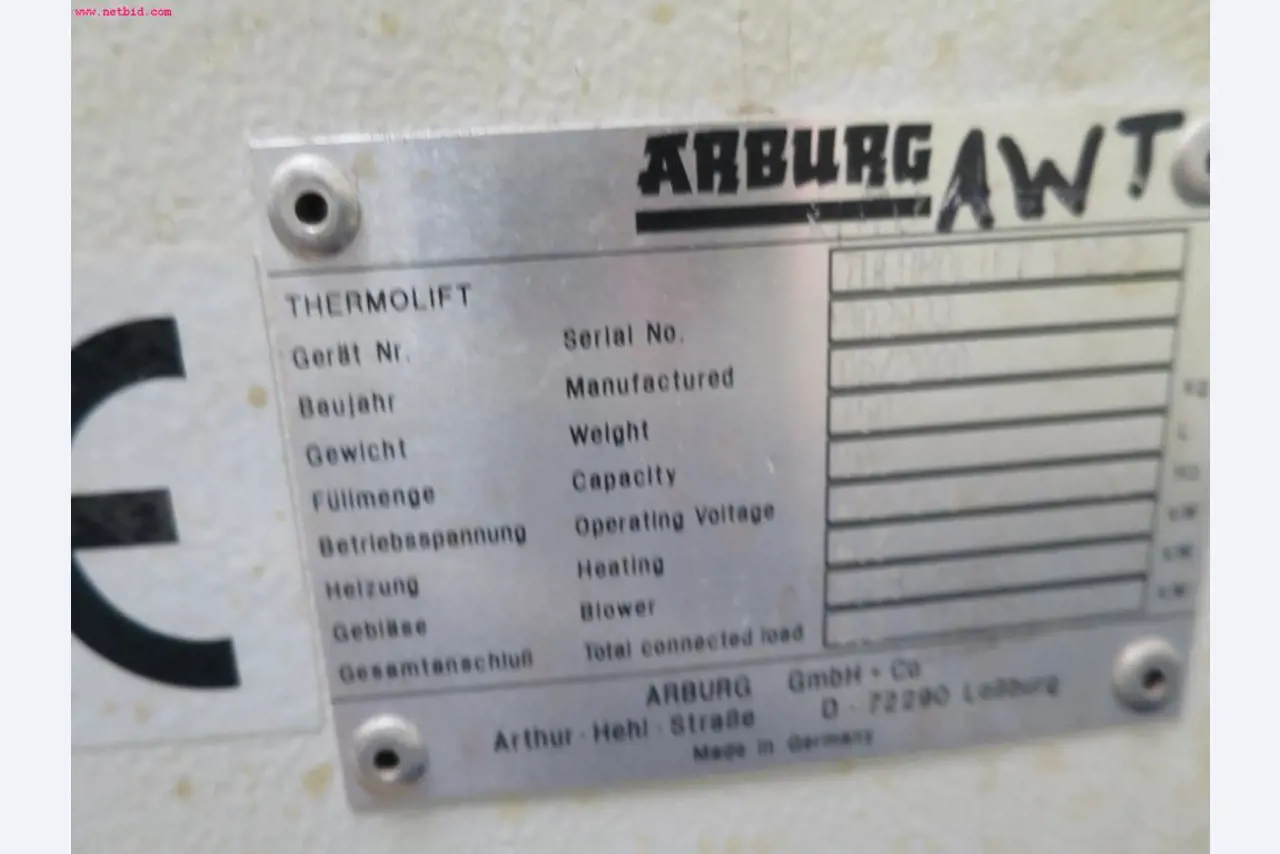 www.netbid.com
ARBURG AWT
THERMOLIFT
Gerät Nr. Serial No.
Baujahr Manufactured
Gewicht Weight
Füllmenge Capacity
Betriebsspannung Operating Voltage
Heizung Heating
Gebläse Blower
Gesamtanschluß Total connected load
ARBURG GmbH + Co
Arthur-Hehl-Straße D-72290 Loßburg
Made in Germany